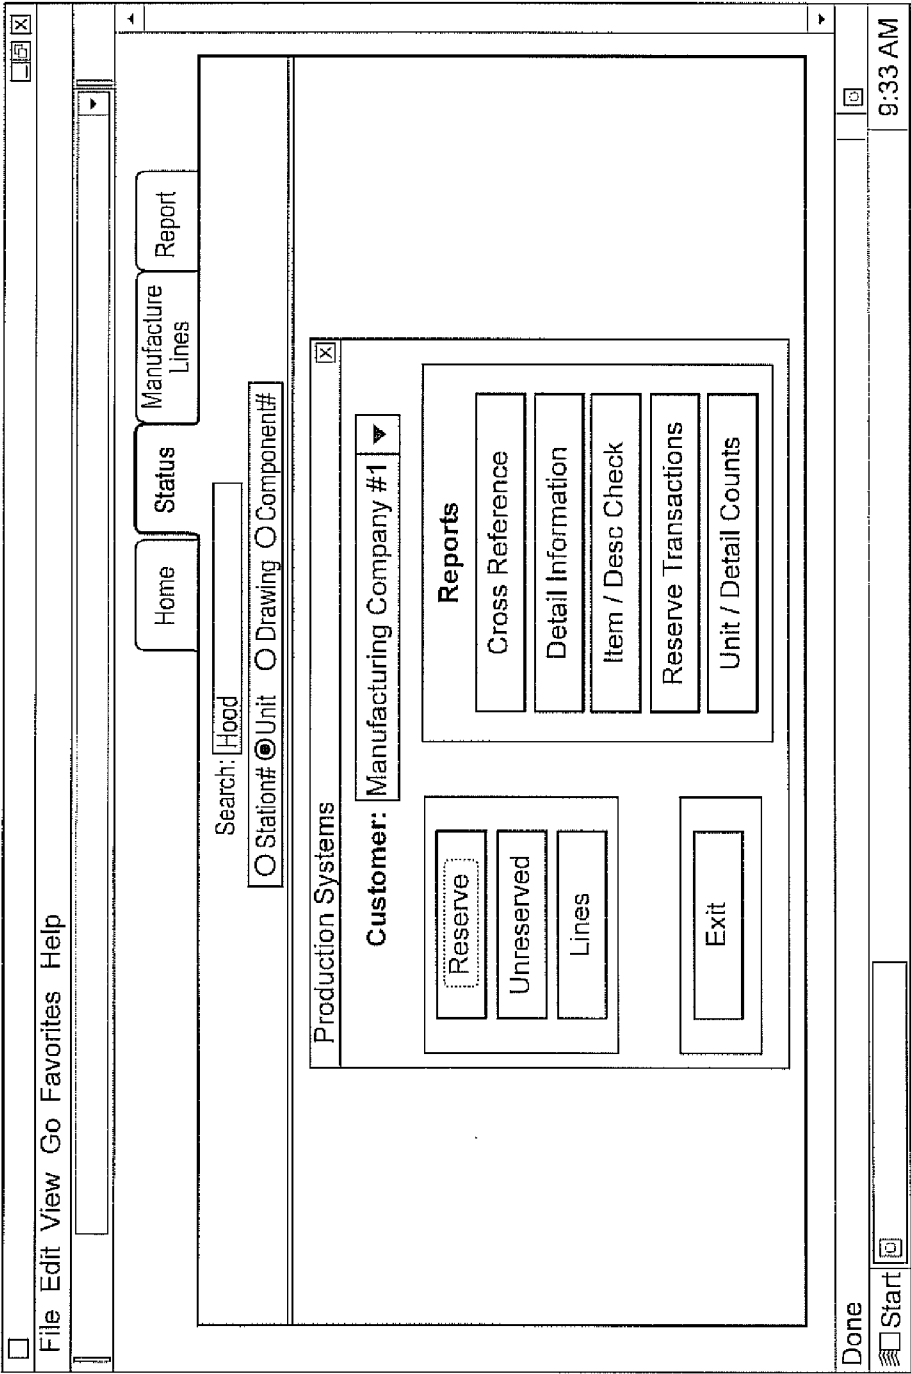 File Edit View Go Favorites Help
Home
Status
Manufacture
Lines
Report
Search: Hood
Station# Unit Drawing Component#
Production Systems
Customer: Manufacturing Company #1
Reserve
Unreserved
Lines
Exit
Reports
Cross Reference
Detail Information
Item / Desc Check
Reserve Transactions
Unit / Detail Counts
Done
Start
9:33 AM